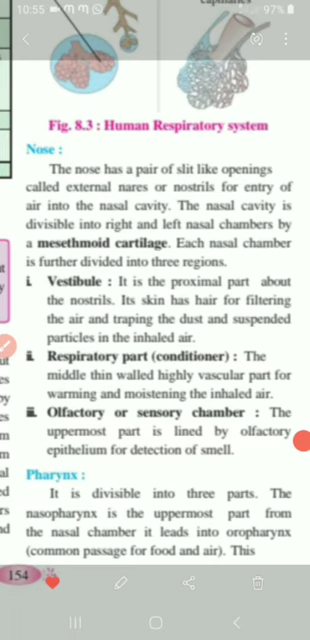 10:55
97%
capillaries
Fig. 8.3 : Human Respiratory system
Nose :
The nose has a pair of slit like openings
called external nares or nostrils for entry of
air into the nasal cavity. The nasal cavity is
divisible into right and left nasal chambers by
a mesethmoid cartilage. Each nasal chamber
is further divided into three regions.
i. Vestibule : It is the proximal part about
the nostrils. Its skin has hair for filtering
the air and traping the dust and suspended
particles in the inhaled air.
ii. Respiratory part (conditioner) : The
middle thin walled highly vascular part for
warming and moistening the inhaled air.
iii. Olfactory or sensory chamber : The
uppermost part is lined by olfactory
epithelium for detection of smell.
Pharynx :
It is divisible into three parts. The
nasopharynx is the uppermost part from
the nasal chamber it leads into oropharynx
(common passage for food and air). This
154